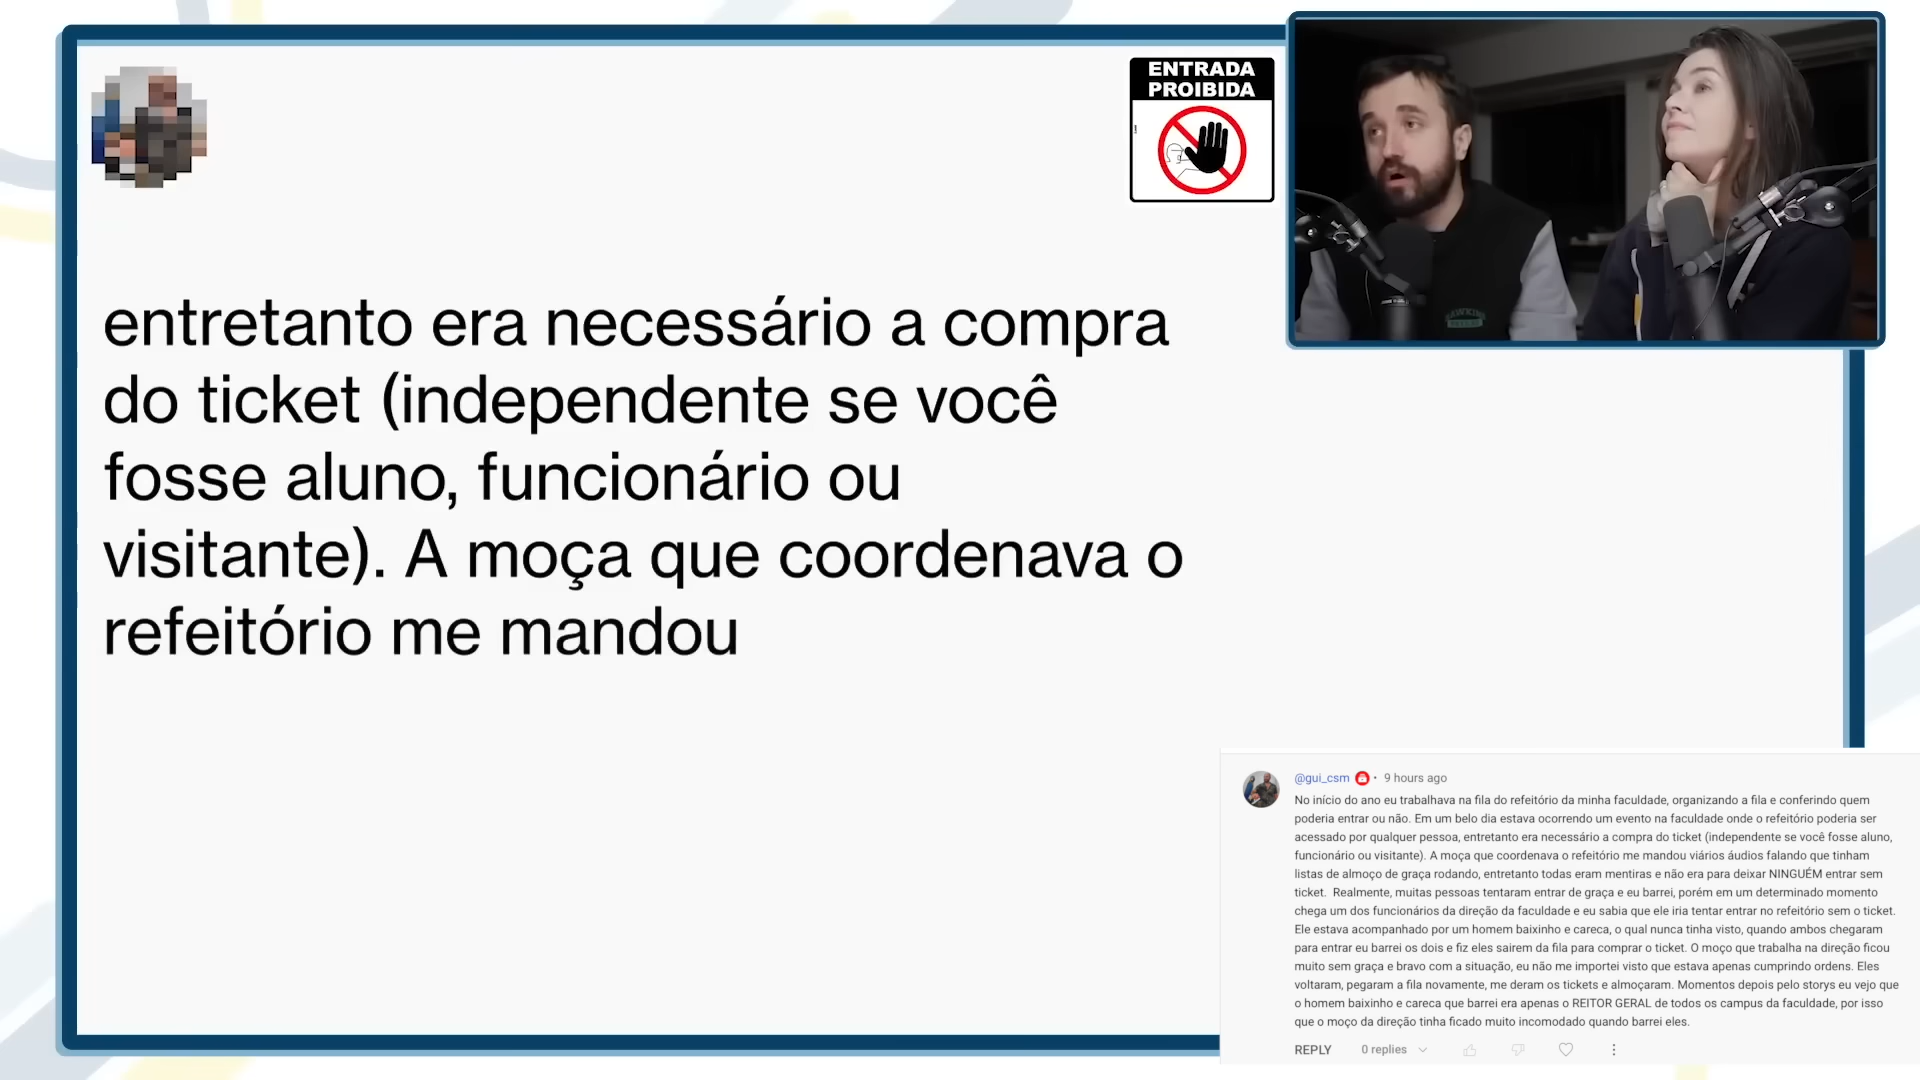 ENTRADA
PROIBIDA
entretanto era necessário a compra
do ticket (independente se você
fosse aluno, funcionário ou
visitante). A moça que coordenava o
refeitório me mandou
@gui_csm • 9 hours ago
No início do ano eu trabalhava na fila do refeitório da minha faculdade, organizando a fila e conferindo quem
poderia entrar ou não. Em um belo dia estava ocorrendo um evento na faculdade onde o refeitório poderia ser
acessado por qualquer pessoa, entretanto era necessário a compra do ticket (independente se você fosse aluno,
funcionário ou visitante). A moça que coordenava o refeitório me mandou viários áudios falando que tinham
listas de almoço de graça rodando, entretanto todas eram mentiras e não era para deixar NINGUÉM entrar sem
ticket. Realmente, muitas pessoas tentaram entrar de graça e eu barrei, porém em um determinado momento
chega um dos funcionários da direção da faculdade e eu sabia que ele iria tentar entrar no refeitório sem o ticket.
Ele estava acompanhado por um homem baixinho e careca, o qual nunca tinha visto, quando ambos chegaram
para entrar eu barrei os dois e fiz eles sairem da fila para comprar o ticket. O moço que trabalha na direção ficou
muito sem graça e bravo com a situação, eu não me importei visto que estava apenas cumprindo ordens. Eles
voltaram, pegaram a fila novamente, me deram os tickets e almoçaram. Momentos depois pelo storys eu vejo que
o homem baixinho e careca que barrei era apenas o REITOR GERAL de todos os campus da faculdade, por isso
que o moço da direção tinha ficado muito incomodado quando barrei eles.
REPLY 0 replies